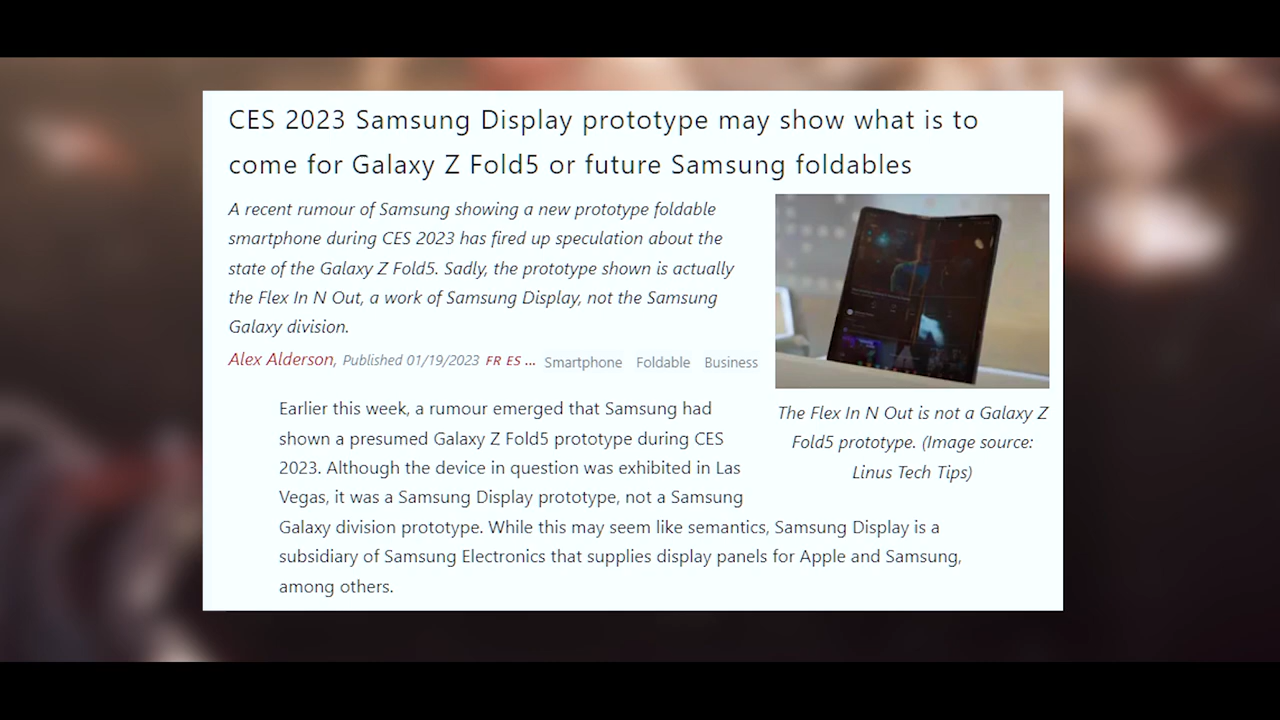 CES 2023 Samsung Display prototype may show what is to
come for Galaxy Z Fold5 or future Samsung foldables
A recent rumour of Samsung showing a new prototype foldable
smartphone during CES 2023 has fired up speculation about the
state of the Galaxy Z Fold5. Sadly, the prototype shown is actually
the Flex In N Out, a work of Samsung Display, not the Samsung
Galaxy division.
Alex Alderson, Published 01/19/2023 FR ES ... Smartphone Foldable Business
The Flex In N Out is not a Galaxy Z
Fold5 prototype. (Image source:
Linus Tech Tips)
Earlier this week, a rumour emerged that Samsung had
shown a presumed Galaxy Z Fold5 prototype during CES
2023. Although the device in question was exhibited in Las
Vegas, it was a Samsung Display prototype, not a Samsung
Galaxy division prototype. While this may seem like semantics, Samsung Display is a
subsidiary of Samsung Electronics that supplies display panels for Apple and Samsung,
among others.